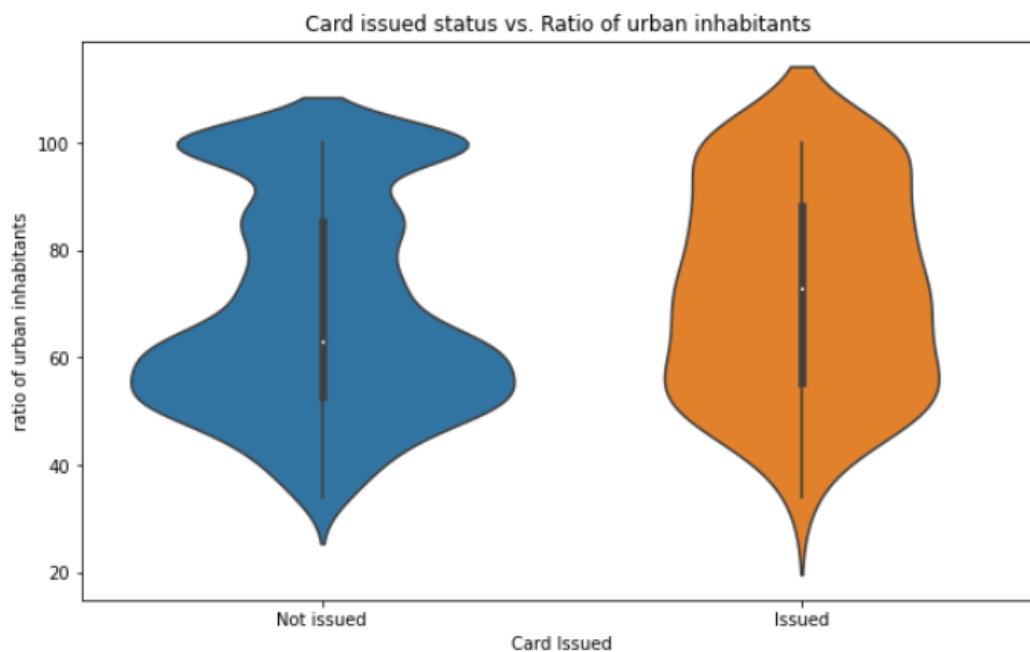 Card issued status vs. Ratio of urban inhabitants
ratio of urban inhabitants
100
80
60
40
20
Not issued
Issued
Card Issued